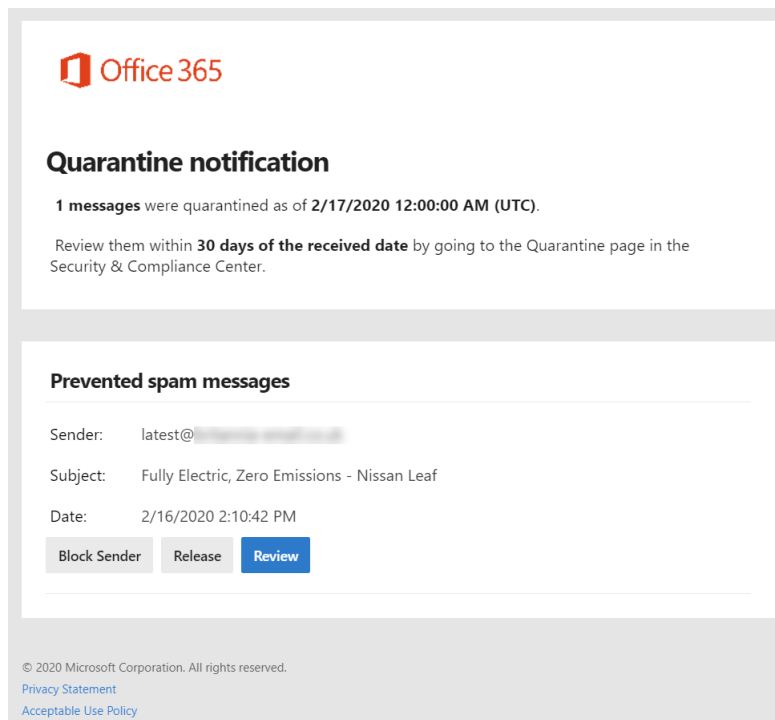 Office 365
Quarantine notification
1 messages were quarantined as of 2/17/2020 12:00:00 AM (UTC).
Review them within 30 days of the received date by going to the Quarantine page in the
Security & Compliance Center.
Prevented spam messages
Sender: latest@
Subject: Fully Electric, Zero Emissions - Nissan Leaf
Date: 2/16/2020 2:10:42 PM
Block Sender Release Review
© 2020 Microsoft Corporation. All rights reserved.
Privacy Statement
Acceptable Use Policy